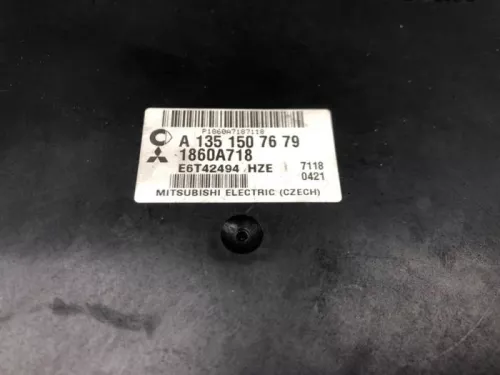 P1860A7187118
A 135 150 76 79
1860A718
E6T42494 HZE 7118
0421
MITSUBISHI ELECTRIC (CZECH)